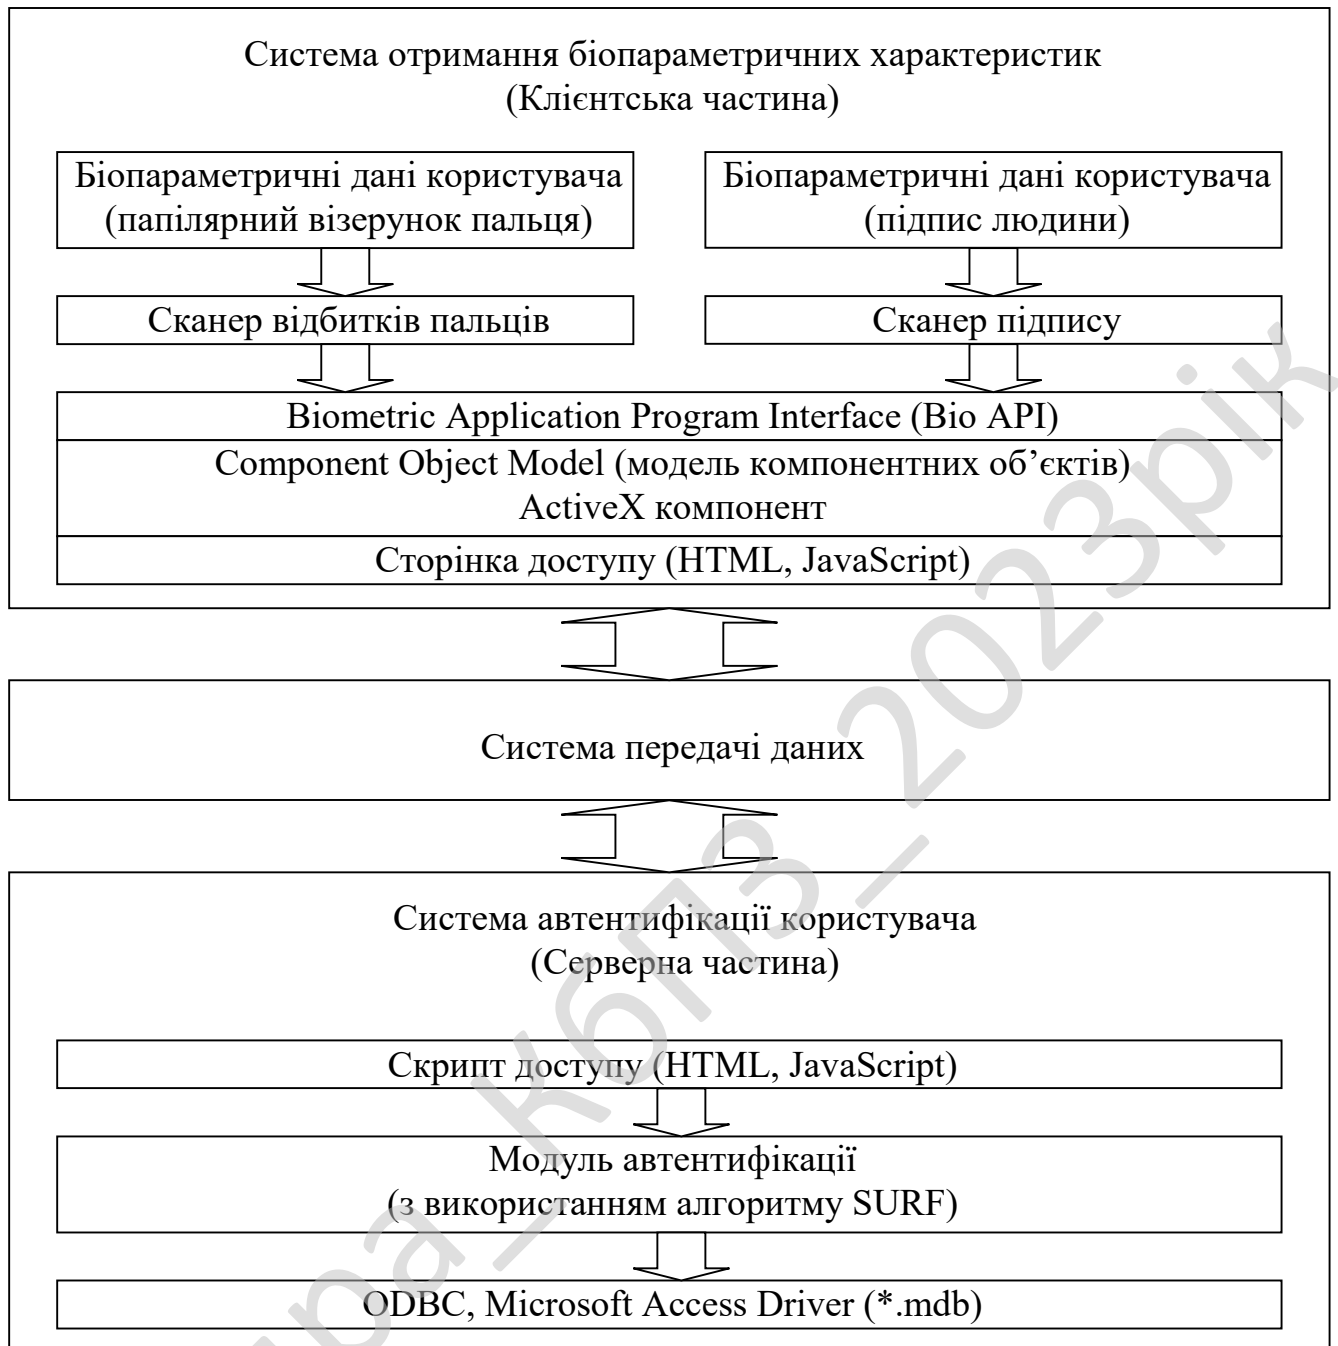 Система отримання біопараметричних характеристик
(Клієнтська частина)
Біопараметричні дані користувача
(папілярний візерунок пальця)
Біопараметричні дані користувача
(підпис людини)
Сканер відбитків пальців
Сканер підпису
Biometric Application Program Interface (Bio API)
Component Object Model (модель компонентних об’єктів)
ActiveX компонент
Сторінка доступу (HTML, JavaScript)
Система передачі даних
Система автентифікації користувача
(Серверна частина)
Скрипт доступу (HTML, JavaScript)
Модуль автентифікації
(з використанням алгоритму SURF)
ODBC, Microsoft Access Driver (*.mdb)